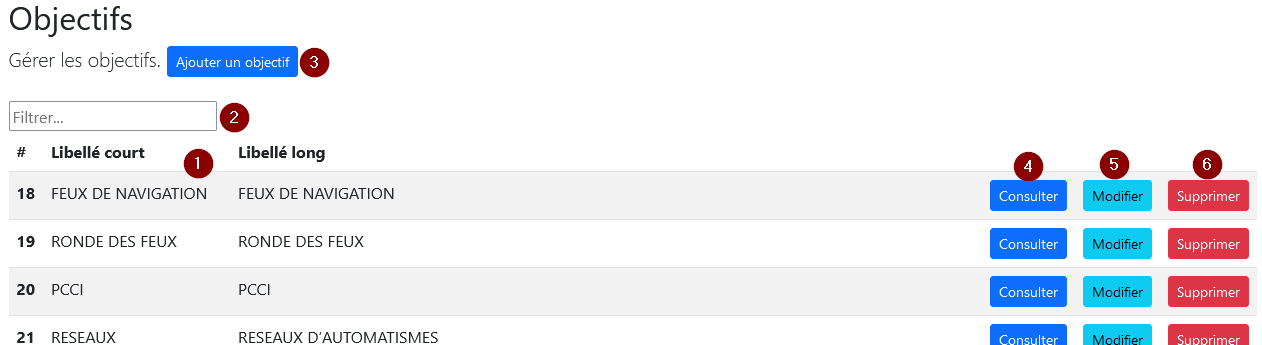 Objectifs
Gérer les objectifs. Ajouter un objectif 3
Filtrer... 2
# Libellé court 1 Libellé long 4 5 6
18 FEUX DE NAVIGATION FEUX DE NAVIGATION Consulter Modifier Supprimer
19 RONDE DES FEUX RONDE DES FEUX Consulter Modifier Supprimer
20 PCCI PCCI Consulter Modifier Supprimer
21 RESEAUX RESEAUX D’AUTOMATISMES Consulter Modifier Supprimer